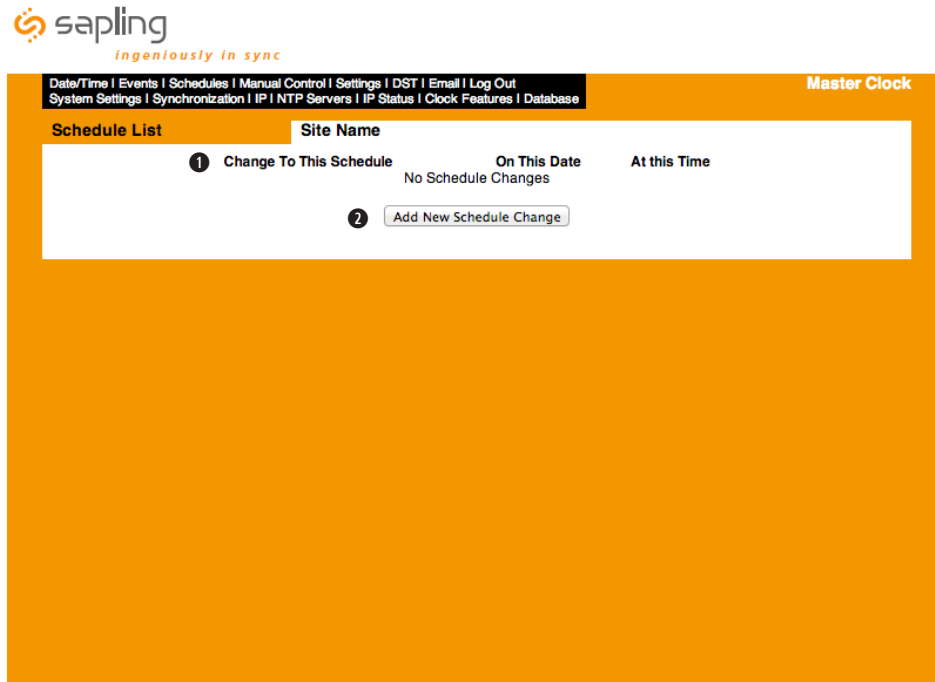 sapling
ingeniously in sync
Date/Time | Events | Schedules | Manual Control | Settings | DST | Email | Log Out
Master Clock
System Settings | Synchronization | IP | NTP Servers | IP Status | Clock Features | Database
Schedule List Site Name
1 Change To This Schedule On This Date At this Time
No Schedule Changes
2 Add New Schedule Change